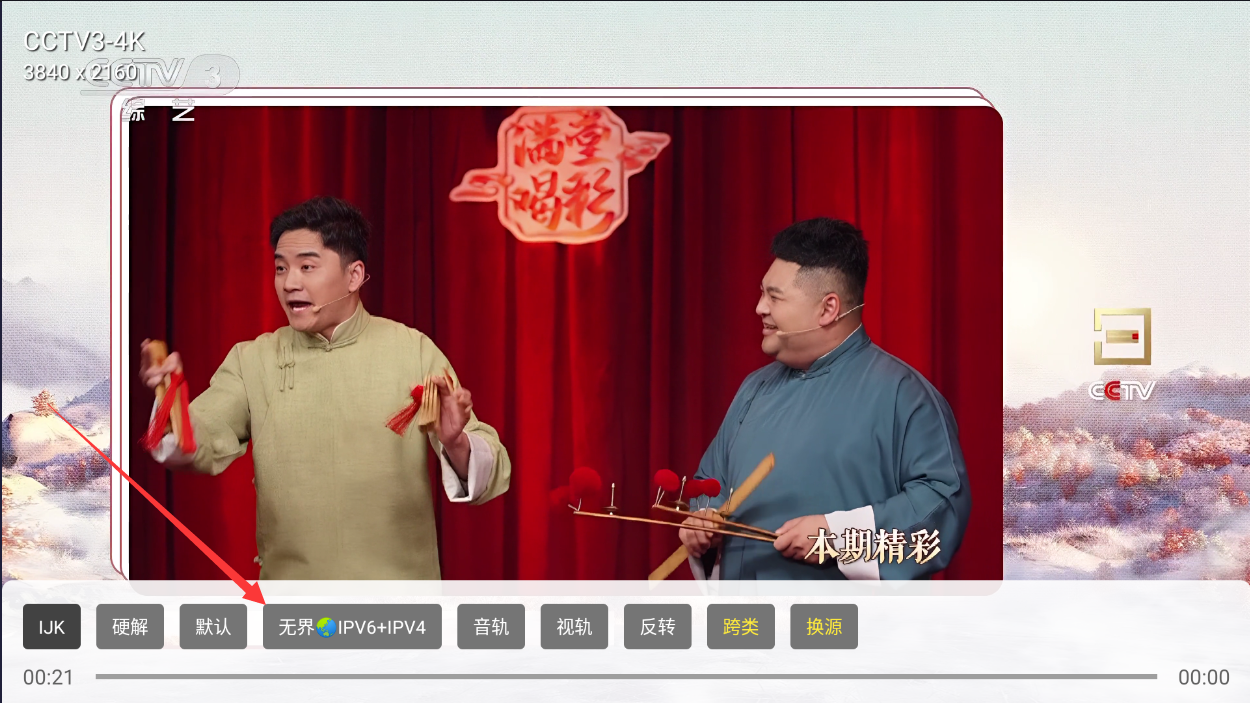 CCTV3-4K
3840 x 2160
CCTV 3
综 艺
满堂
喝彩
CCTV
本期精彩
IJK
硬解
默认
无界🌏IPV6+IPV4
音轨
视轨
反转
跨类
换源
00:21
00:00